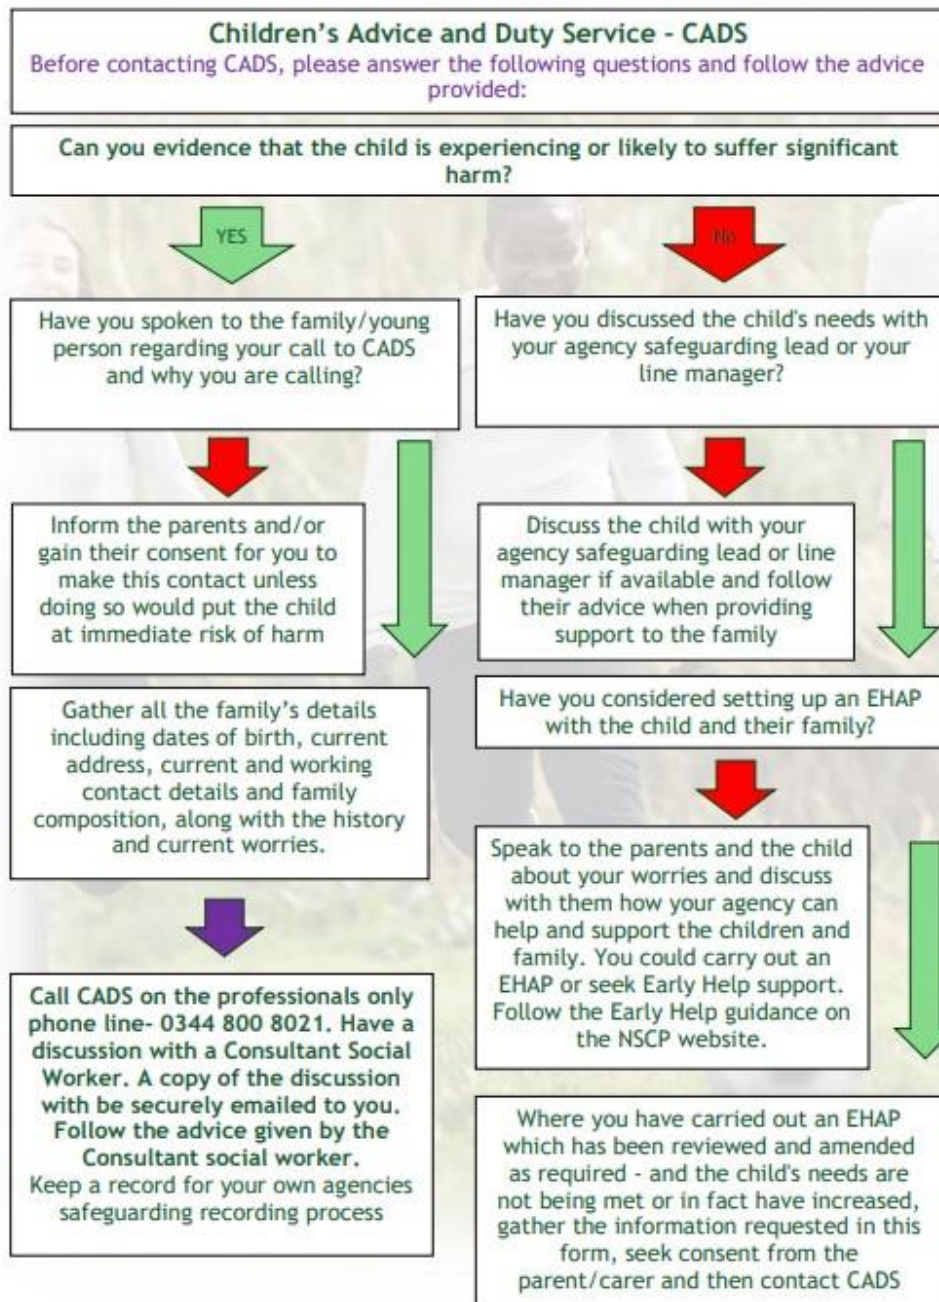 Children's Advice and Duty Service - CADS
Before contacting CADS, please answer the following questions and follow the advice
provided:
Can you evidence that the child is experiencing or likely to suffer significant
harm?
YES
No
Have you spoken to the family/young
person regarding your call to CADS
and why you are calling?
Inform the parents and/or
gain their consent for you to
make this contact unless
doing so would put the child
at immediate risk of harm
Gather all the family's details
including dates of birth, current
address, current and working
contact details and family
composition, along with the history
and current worries.
Call CADS on the professionals only
phone line- 0344 800 8021. Have a
discussion with a Consultant Social
Worker. A copy of the discussion
with be securely emailed to you.
Follow the advice given by the
Consultant social worker.
Keep a record for your own agencies
safeguarding recording process
Have you discussed the child's needs with
your agency safeguarding lead or your
line manager?
Discuss the child with your
agency safeguarding lead or line
manager if available and follow
their advice when providing
support to the family
Have you considered setting up an EHAP
with the child and their family?
Speak to the parents and the child
about your worries and discuss
with them how your agency can
help and support the children and
family. You could carry out an
EHAP or seek Early Help support.
Follow the Early Help guidance on
the NSCP website.
Where you have carried out an EHAP
which has been reviewed and amended
as required - and the child's needs are
not being met or in fact have increased,
gather the information requested in this
form, seek consent from the
parent/carer and then contact CADS